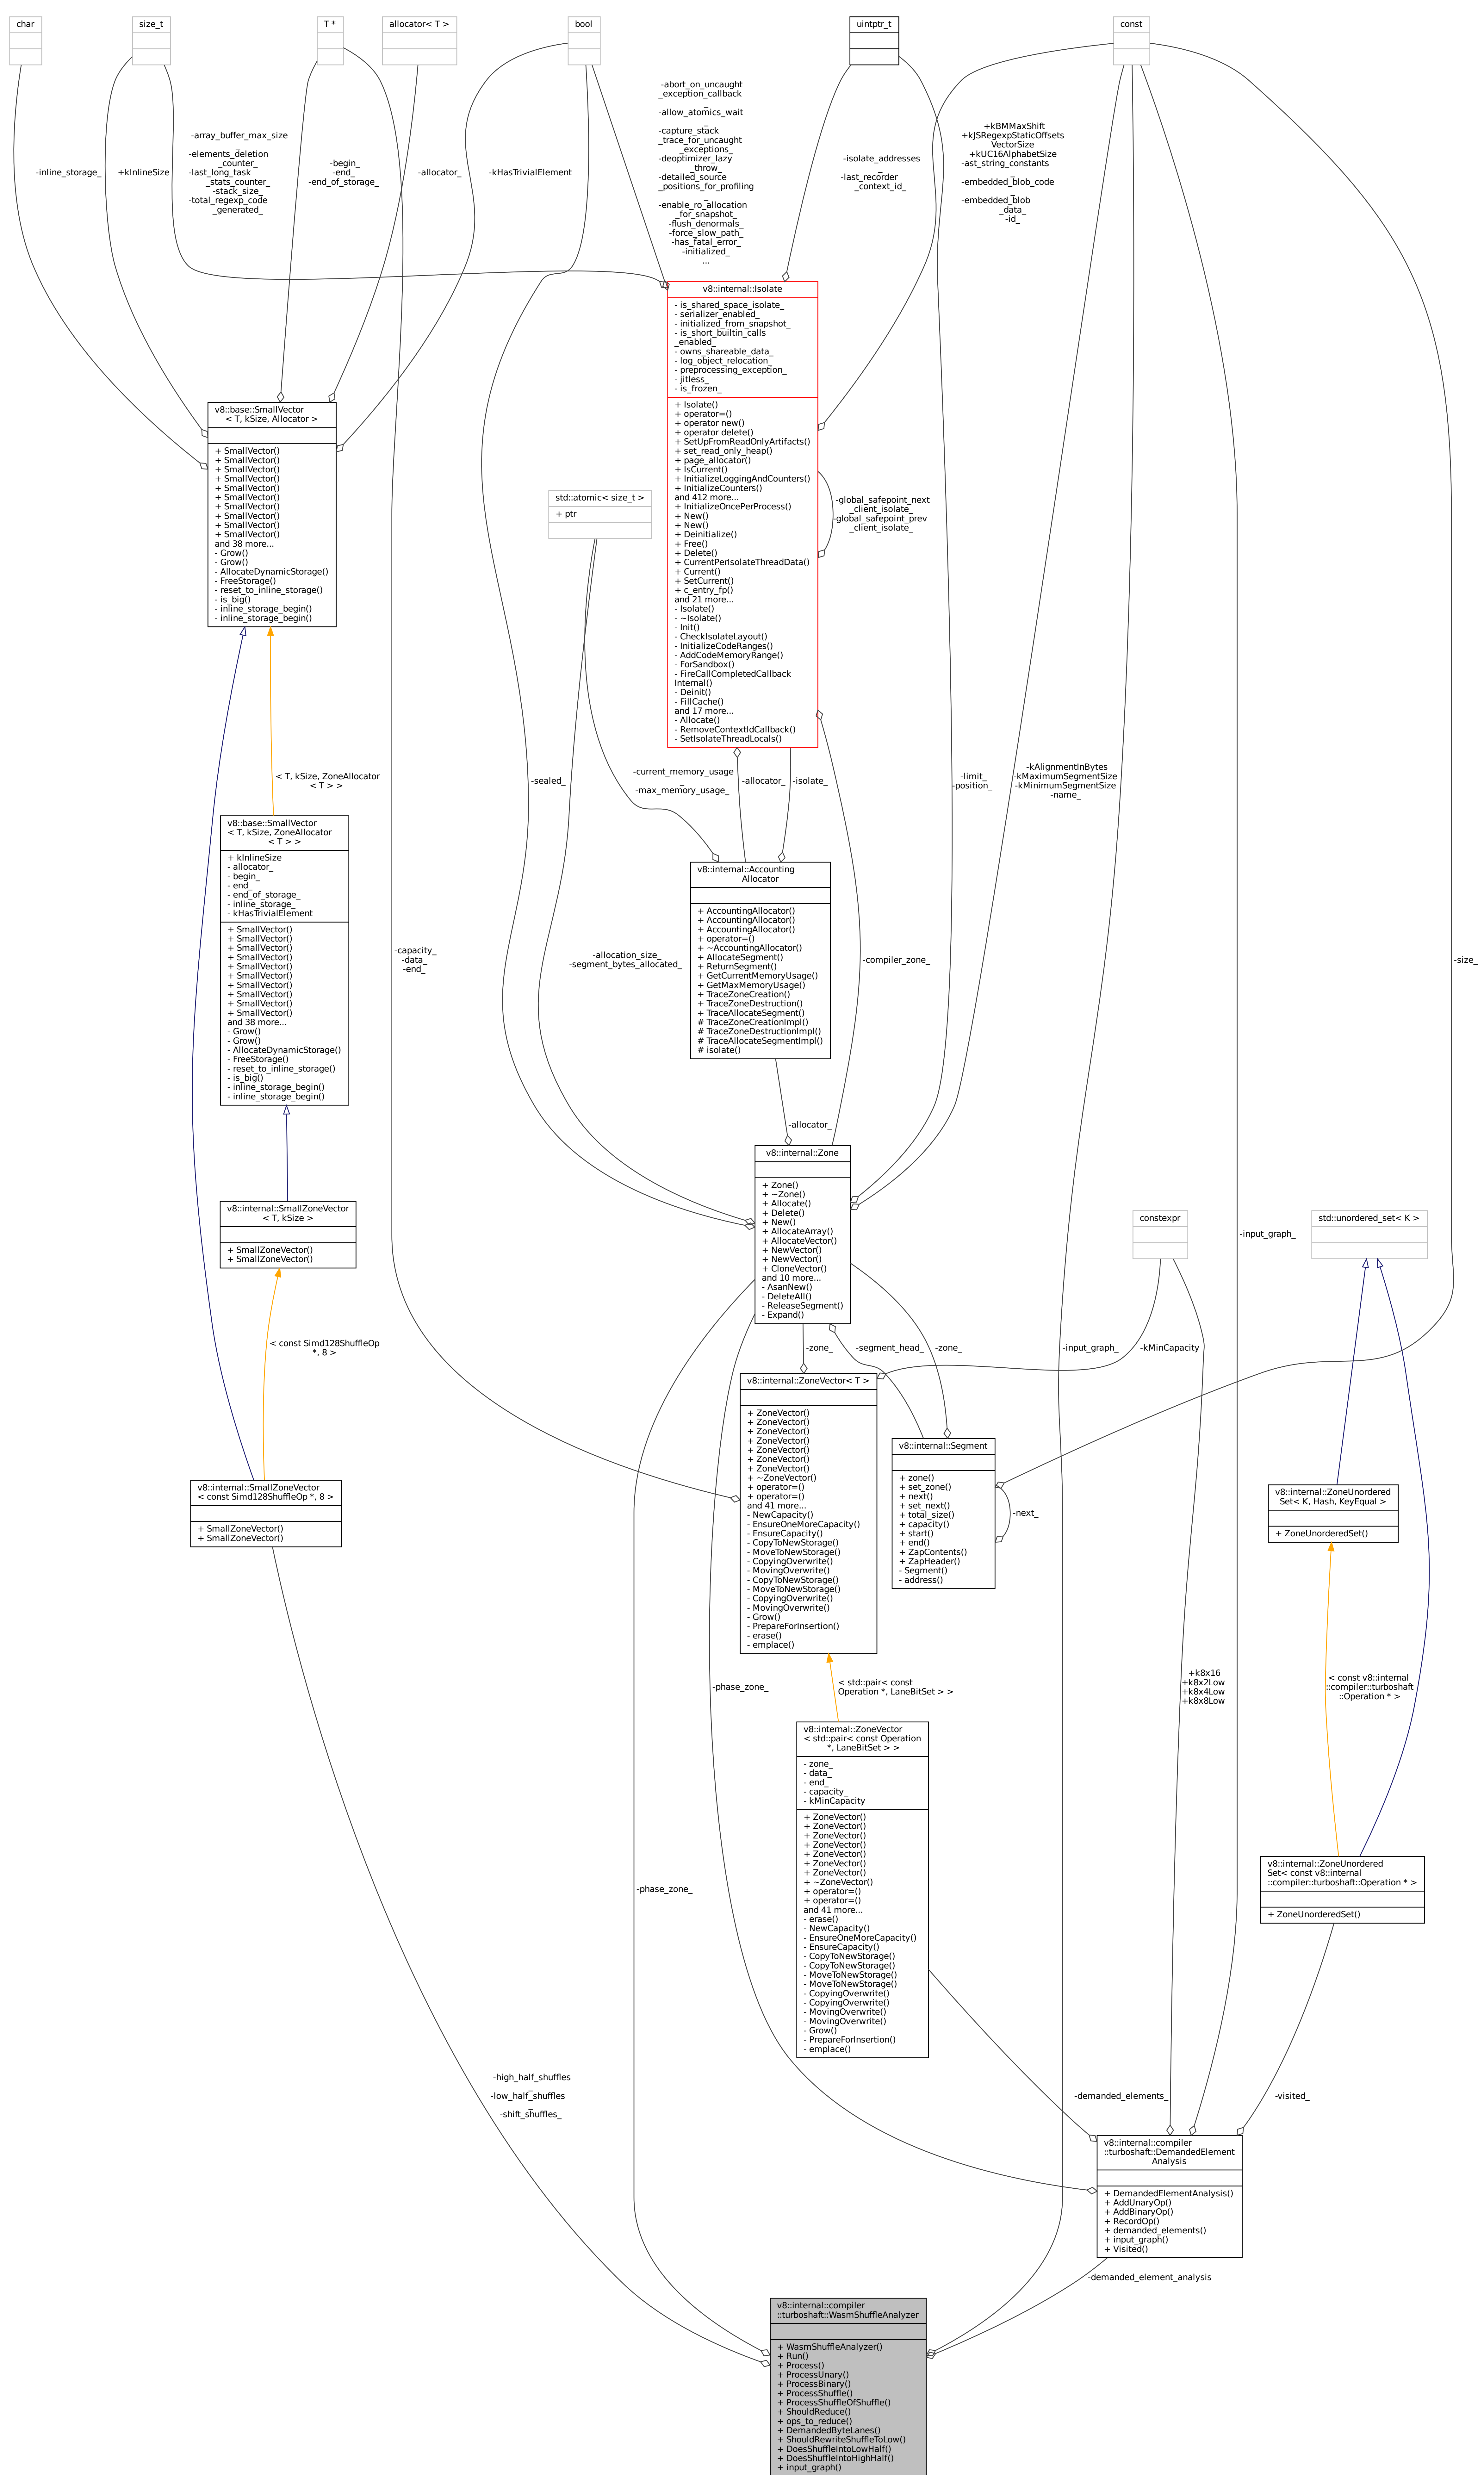 char
size_t
T *
allocator< T >
bool
uintptr_t
const
-abort_on_uncaught
_exception_callback
_
-allow_atomics_wait
_
-capture_stack
_trace_for_uncaught
_exceptions_
-deoptimizer_lazy
_throw_
-detailed_source
_positions_for_profiling
_
-enable_ro_allocation
_for_snapshot_
-flush_denormals_
-force_slow_path_
-has_fatal_error_
-initialized_
...
+kBMMaxShift
+kJSRegexpStaticOffsets
VectorSize
+kUC16AlphabetSize
-ast_string_constants
_
-embedded_blob_code
_
-embedded_blob
_data_
-id_
-array_buffer_max_size
_
-elements_deletion
_counter_
-last_long_task
_stats_counter_
-stack_size_
-total_regexp_code
_generated_
-inline_storage_
+kInlineSize
-begin_
-end_
-end_of_storage_
-allocator_
-kHasTrivialElement
-isolate_addresses
_
-last_recorder
_context_id_
v8::internal::Isolate
- is_shared_space_isolate_
- serializer_enabled_
- initialized_from_snapshot_
- is_short_builtin_calls
_enabled_
- owns_shareable_data_
- log_object_relocation_
- preprocessing_exception_
- jitless_
- is_frozen_
+ Isolate()
+ operator=()
+ operator new()
+ operator delete()
+ SetUpFromReadOnlyArtifacts()
+ set_read_only_heap()
+ page_allocator()
+ IsCurrent()
+ InitializeLoggingAndCounters()
+ InitializeCounters()
and 412 more...
+ InitializeOncePerProcess()
+ New()
+ New()
+ Deinitialize()
+ Free()
+ Delete()
+ CurrentPerIsolateThreadData()
+ Current()
+ SetCurrent()
+ c_entry_fp()
and 21 more...
- Isolate()
- ~Isolate()
- Init()
- CheckIsolateLayout()
- InitializeCodeRanges()
- AddCodeMemoryRange()
- ForSandbox()
- FireCallCompletedCallback
Internal()
- Deinit()
- FillCache()
and 17 more...
- Allocate()
- RemoveContextIdCallback()
- SetIsolateThreadLocals()
v8::base::SmallVector
< T, kSize, Allocator >
+ SmallVector()
+ SmallVector()
+ SmallVector()
+ SmallVector()
+ SmallVector()
+ SmallVector()
+ SmallVector()
+ SmallVector()
+ SmallVector()
+ SmallVector()
and 38 more...
- Grow()
- Grow()
- AllocateDynamicStorage()
- FreeStorage()
- reset_to_inline_storage()
- is_big()
- inline_storage_begin()
- inline_storage_begin()
std::atomic< size_t >
+ ptr
-global_safepoint_next
_client_isolate_
-global_safepoint_prev
_client_isolate_
< T, kSize, ZoneAllocator
< T > >
-sealed_
-current_memory_usage
_
-max_memory_usage_
-allocator_
-isolate_
-limit_
-position_
-kAlignmentInBytes
-kMaximumSegmentSize
-kMinimumSegmentSize
-name_
v8::base::SmallVector
< T, kSize, ZoneAllocator
< T > >
+ kInlineSize
- allocator_
- begin_
- end_
- end_of_storage_
- inline_storage_
- kHasTrivialElement
+ SmallVector()
+ SmallVector()
+ SmallVector()
+ SmallVector()
+ SmallVector()
+ SmallVector()
+ SmallVector()
+ SmallVector()
+ SmallVector()
+ SmallVector()
and 38 more...
- Grow()
- Grow()
- AllocateDynamicStorage()
- FreeStorage()
- reset_to_inline_storage()
- is_big()
- inline_storage_begin()
- inline_storage_begin()
v8::internal::Accounting
Allocator
+ AccountingAllocator()
+ AccountingAllocator()
+ AccountingAllocator()
+ operator=()
+ ~AccountingAllocator()
+ AllocateSegment()
+ ReturnSegment()
+ GetCurrentMemoryUsage()
+ GetMaxMemoryUsage()
+ TraceZoneCreation()
+ TraceZoneDestruction()
+ TraceAllocateSegment()
# TraceZoneCreationImpl()
# TraceZoneDestructionImpl()
# TraceAllocateSegmentImpl()
# isolate()
-capacity_
-data_
-end_
-allocation_size_
-segment_bytes_allocated_
-compiler_zone_
-size_
-allocator_
v8::internal::Zone
+ Zone()
+ ~Zone()
+ Allocate()
+ Delete()
+ New()
+ AllocateArray()
+ AllocateVector()
+ NewVector()
+ NewVector()
+ CloneVector()
and 10 more...
- AsanNew()
- DeleteAll()
- ReleaseSegment()
- Expand()
v8::internal::SmallZoneVector
< T, kSize >
+ SmallZoneVector()
+ SmallZoneVector()
constexpr
std::unordered_set< K >
-input_graph_
< const Simd128ShuffleOp
*, 8 >
-zone_
-segment_head_
-zone_
-input_graph_
-kMinCapacity
v8::internal::ZoneVector< T >
+ ZoneVector()
+ ZoneVector()
+ ZoneVector()
+ ZoneVector()
+ ZoneVector()
+ ZoneVector()
+ ZoneVector()
+ ~ZoneVector()
+ operator=()
+ operator=()
and 41 more...
- NewCapacity()
- EnsureOneMoreCapacity()
- EnsureCapacity()
- CopyToNewStorage()
- MoveToNewStorage()
- CopyingOverwrite()
- MovingOverwrite()
- CopyToNewStorage()
- MoveToNewStorage()
- CopyingOverwrite()
- MovingOverwrite()
- Grow()
- PrepareForInsertion()
- erase()
- emplace()
v8::internal::Segment
+ zone()
+ set_zone()
+ next()
+ set_next()
+ total_size()
+ capacity()
+ start()
+ end()
+ ZapContents()
+ ZapHeader()
- Segment()
- address()
-next_
v8::internal::SmallZoneVector
< const Simd128ShuffleOp *, 8 >
+ SmallZoneVector()
+ SmallZoneVector()
v8::internal::ZoneUnordered
Set< K, Hash, KeyEqual >
+ ZoneUnorderedSet()
-phase_zone_
< std::pair< const
Operation *, LaneBitSet > >
+k8x16
+k8x2Low
+k8x4Low
+k8x8Low
< const v8::internal
::compiler::turboshaft
::Operation * >
v8::internal::ZoneVector
< std::pair< const Operation
*, LaneBitSet > >
- zone_
- data_
- end_
- capacity_
- kMinCapacity
+ ZoneVector()
+ ZoneVector()
+ ZoneVector()
+ ZoneVector()
+ ZoneVector()
+ ZoneVector()
+ ZoneVector()
+ ~ZoneVector()
+ operator=()
+ operator=()
and 41 more...
- erase()
- NewCapacity()
- EnsureOneMoreCapacity()
- EnsureCapacity()
- CopyToNewStorage()
- CopyToNewStorage()
- MoveToNewStorage()
- MoveToNewStorage()
- CopyingOverwrite()
- CopyingOverwrite()
- MovingOverwrite()
- MovingOverwrite()
- Grow()
- PrepareForInsertion()
- emplace()
-phase_zone_
v8::internal::ZoneUnordered
Set< const v8::internal
::compiler::turboshaft::Operation * >
+ ZoneUnorderedSet()
-high_half_shuffles
_
-low_half_shuffles
_
-shift_shuffles_
-demanded_elements_
-visited_
v8::internal::compiler
::turboshaft::DemandedElement
Analysis
+ DemandedElementAnalysis()
+ AddUnaryOp()
+ AddBinaryOp()
+ RecordOp()
+ demanded_elements()
+ input_graph()
+ Visited()
-demanded_element_analysis
v8::internal::compiler
::turboshaft::WasmShuffleAnalyzer
+ WasmShuffleAnalyzer()
+ Run()
+ Process()
+ ProcessUnary()
+ ProcessBinary()
+ ProcessShuffle()
+ ProcessShuffleOfShuffle()
+ ShouldReduce()
+ ops_to_reduce()
+ DemandedByteLanes()
+ ShouldRewriteShuffleToLow()
+ DoesShuffleIntoLowHalf()
+ DoesShuffleIntoHighHalf()
+ input_graph()